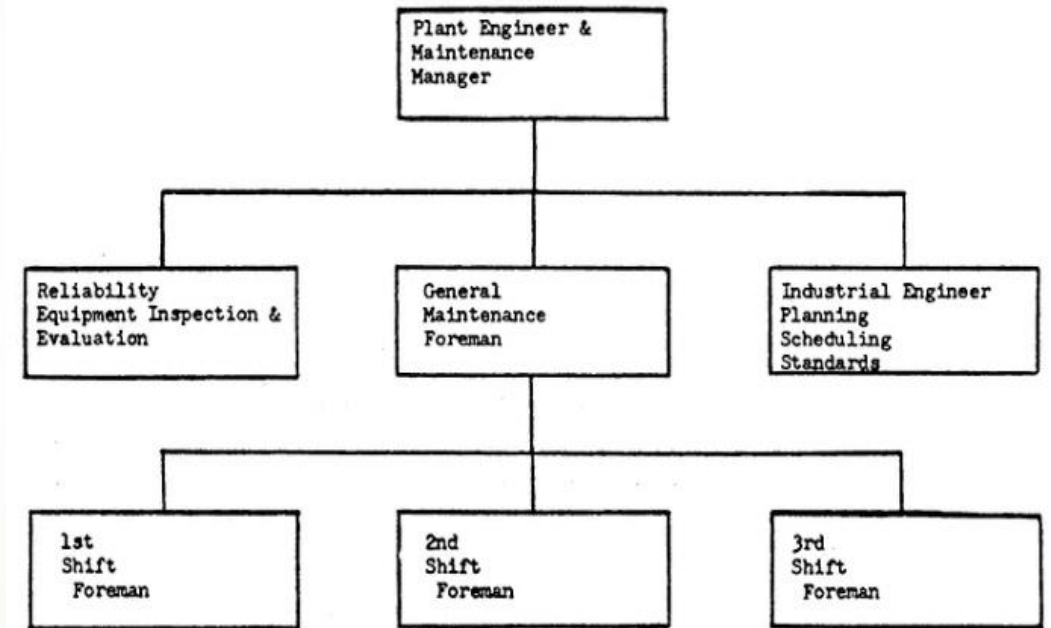 Plant Engineer &
Maintenance
Manager
Reliability
Equipment Inspection &
Evaluation
General
Maintenance
Foreman
Industrial Engineer
Planning
Scheduling
Standards
1st
Shift
Foreman
2nd
Shift
Foreman
3rd
Shift
Foreman